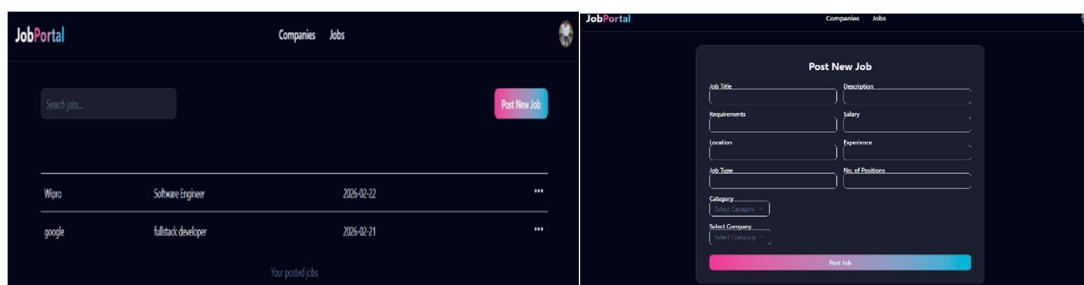 JobPortal
Companies Jobs
Search jobs...
Post New Job
Wipro Software Engineer 2026-02-22 •••
google fullstack developer 2026-02-21 •••
Your posted jobs
JobPortal
Companies Jobs
Post New Job
Job Title Description
Requirements Salary
Location Experience
Job Type No. of Positions
Category
Select Category
Select Company
Select Company
Post Job